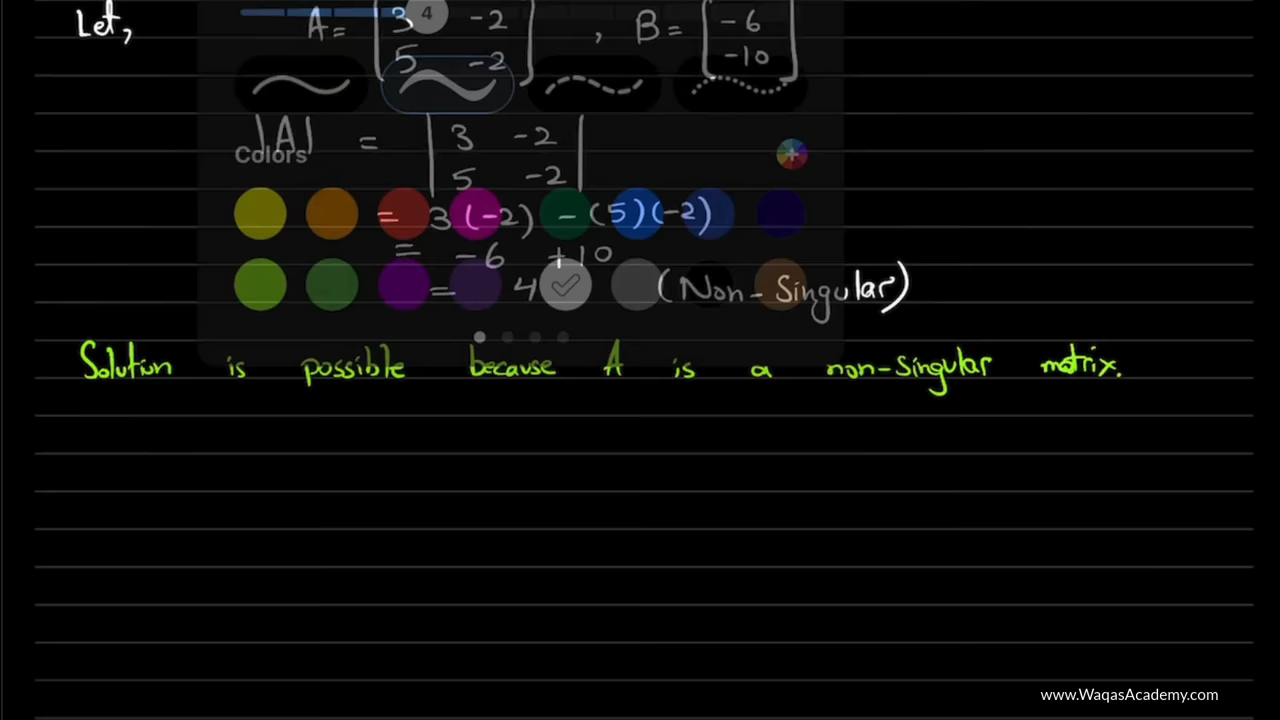 Let, A = [3 -2 , B = [-6
5 -2] -10]
4
|A| = |3 -2
5 -2|
Colors
= 3(-2) - (5)(-2)
= -6 +10
= 4 (Non-Singular)
Solution is possible because A is a non-singular matrix.
www.WaqasAcademy.com